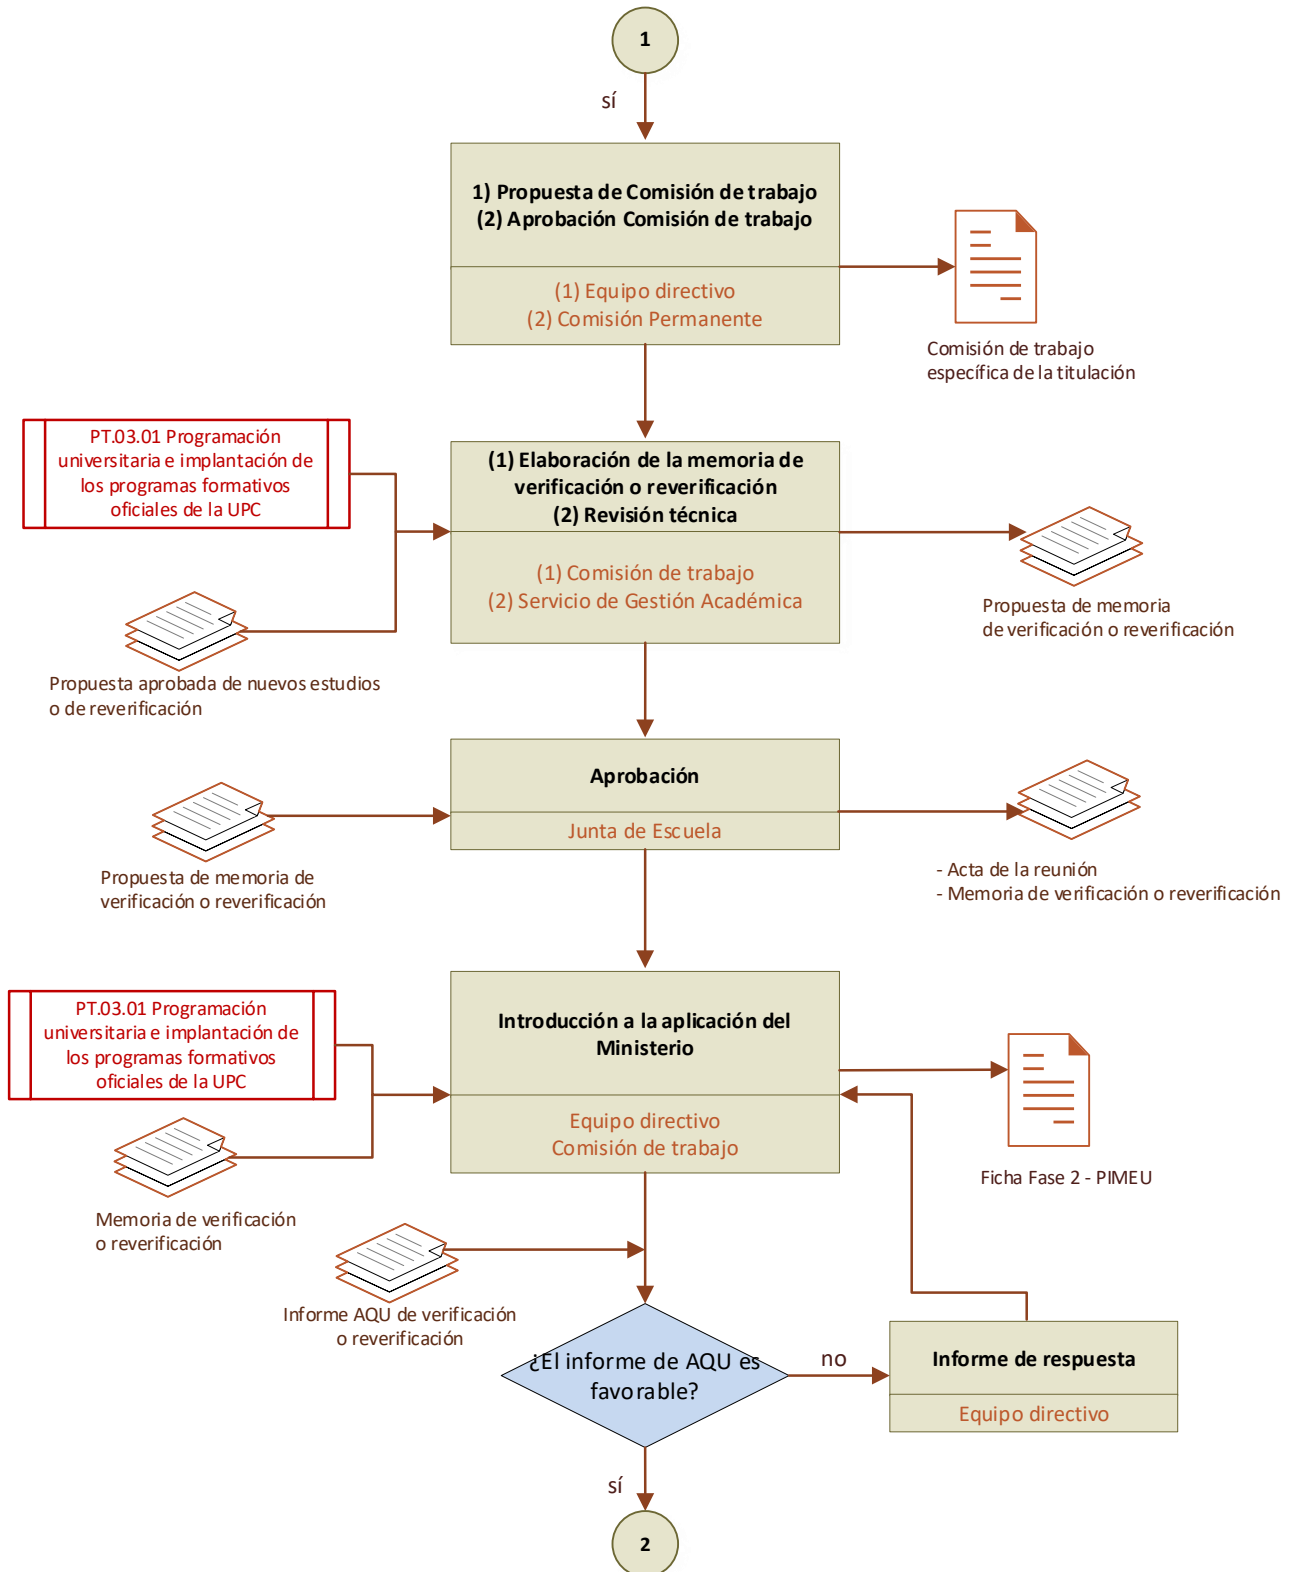 1
sí
1) Propuesta de Comisión de trabajo
(2) Aprobación Comisión de trabajo
(1) Equipo directivo
(2) Comisión Permanente
Comisión de trabajo
específica de la titulación
PT.03.01 Programación
universitaria e implantación de
los programas formativos
oficiales de la UPC
(1) Elaboración de la memoria de
verificación o reverificación
(2) Revisión técnica
(1) Comisión de trabajo
(2) Servicio de Gestión Académica
Propuesta de memoria
de verificación o reverificación
Propuesta aprobada de nuevos estudios
o de reverificación
Aprobación
Junta de Escuela
Propuesta de memoria de
verificación o reverificación
- Acta de la reunión
- Memoria de verificación o reverificación
PT.03.01 Programación
universitaria e implantación de
los programas formativos
oficiales de la UPC
Introducción a la aplicación del
Ministerio
Equipo directivo
Comisión de trabajo
Ficha Fase 2 - PIMEU
Memoria de verificación
o reverificación
Informe AQU de verificación
o reverificación
¿El informe de AQU es
favorable?
no
Informe de respuesta
Equipo directivo
sí
2